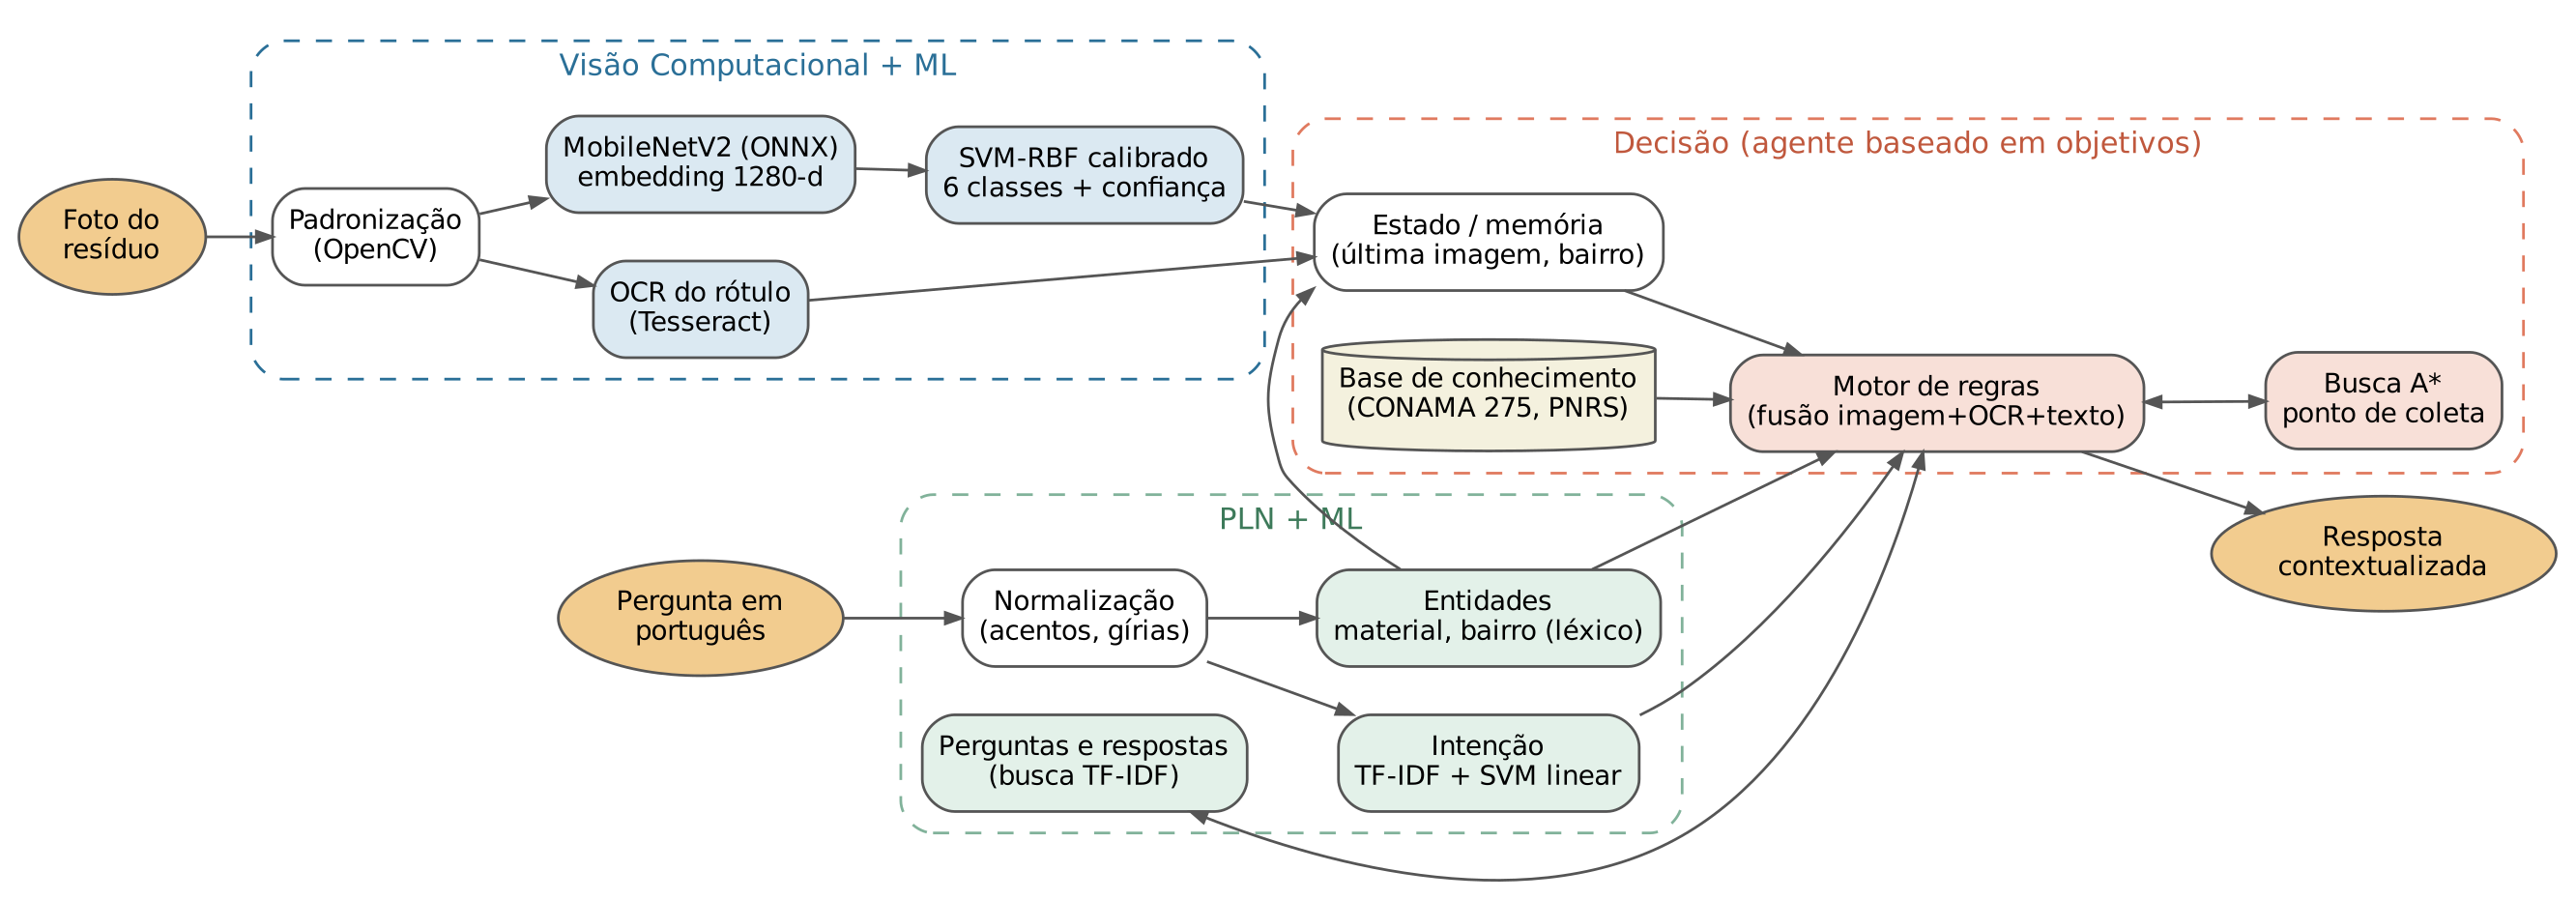 Visão Computacional + ML
Foto do
resíduo
Padronização
(OpenCV)
MobileNetV2 (ONNX)
embedding 1280-d
SVM-RBF calibrado
6 classes + confiança
OCR do rótulo
(Tesseract)
Decisão (agente baseado em objetivos)
Estado / memória
(última imagem, bairro)
Base de conhecimento
(CONAMA 275, PNRS)
Motor de regras
(fusão imagem+OCR+texto)
Busca A*
ponto de coleta
Resposta
contextualizada
PLN + ML
Pergunta em
português
Normalização
(acentos, gírias)
Entidades
material, bairro (léxico)
Perguntas e respostas
(busca TF-IDF)
Intenção
TF-IDF + SVM linear